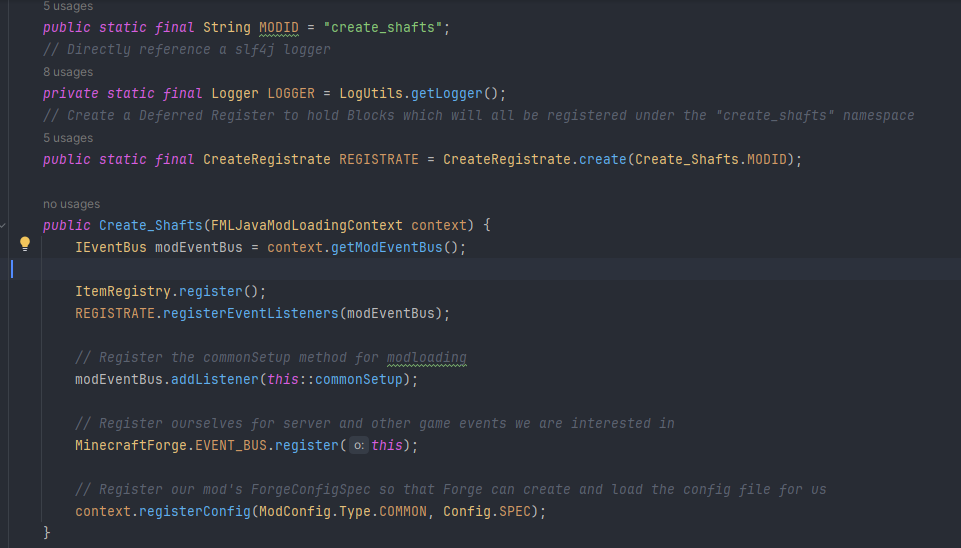 5 usages
public static final String MODID = "create_shafts";
// Directly reference a slf4j logger
8 usages
private static final Logger LOGGER = LogUtils.getLogger();
// Create a Deferred Register to hold Blocks which will all be registered under the "create_shafts" namespace
5 usages
public static final CreateRegistrate REGISTRATE = CreateRegistrate.create(Create_Shafts.MODID);
no usages
public Create_Shafts(FMLJavaModLoadingContext context) {
IEventBus modEventBus = context.getModEventBus();
ItemRegistry.register();
REGISTRATE.registerEventListeners(modEventBus);
// Register the commonSetup method for modloading
modEventBus.addListener(this::commonSetup);
// Register ourselves for server and other game events we are interested in
MinecraftForge.EVENT_BUS.register( o: this);
// Register our mod's ForgeConfigSpec so that Forge can create and load the config file for us
context.registerConfig(ModConfig.Type.COMMON, Config.SPEC);
}